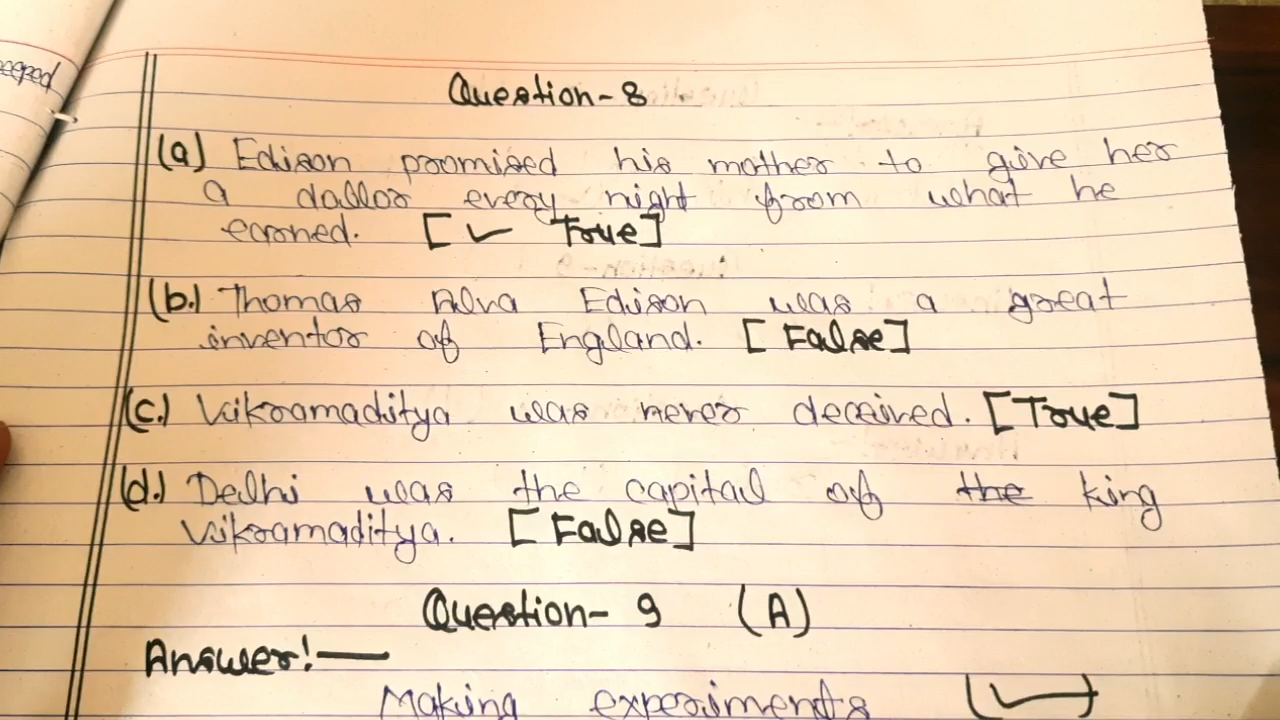 Question-8
(a) Edison promised his mother to give her
a dallor every night from what he
earned. [✓ True]
(b.) Thomas Alva Edison was a great
inventor of England. [False]
(c.) Vikramaditya was never deceived. [True]
(d.) Delhi was the capital of the king
Vikramaditya. [False]
Question- 9 (A)
Answer!—
Making experiments (✓)